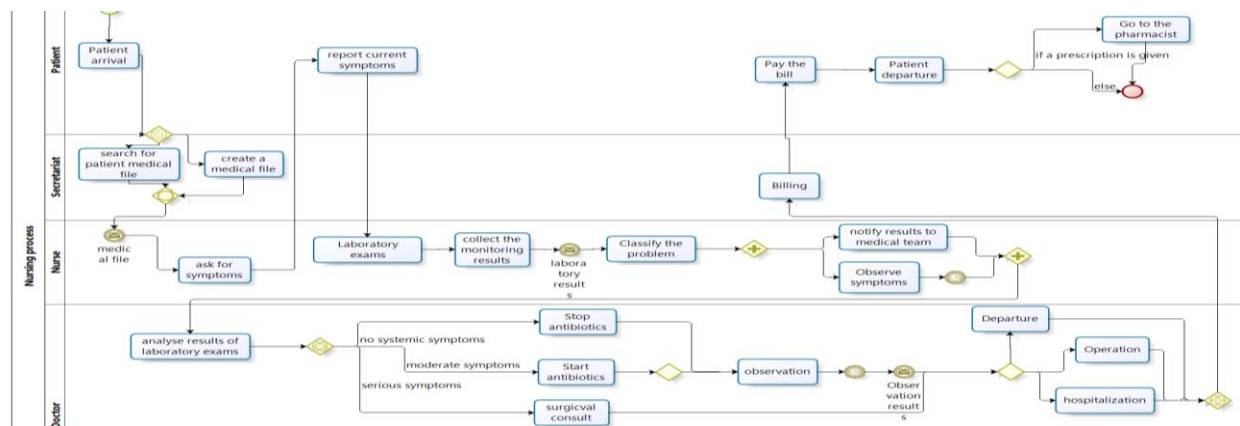 Nursing process
Patient
Patient
arrival
report current
symptoms
Pay the
bill
Patient
departure
Go to the
pharmacist
if a prescription is given
else
Secretariat
search for
patient medical
file
create a
medical file
Billing
Nurse
medic
al file
ask for
symptoms
Laboratory
exams
collect the
monitoring
results
labora
tory
result
s
Classify the
problem
notify results to
medical team
Observe
symptoms
Doctor
analyse results of
laboratory exams
no systemic symptoms
moderate symptoms
serious symptoms
Stop
antibiotics
Start
antibiotics
surgicval
consult
observation
Obser
vation
result
s
Departure
Operation
hospitalization